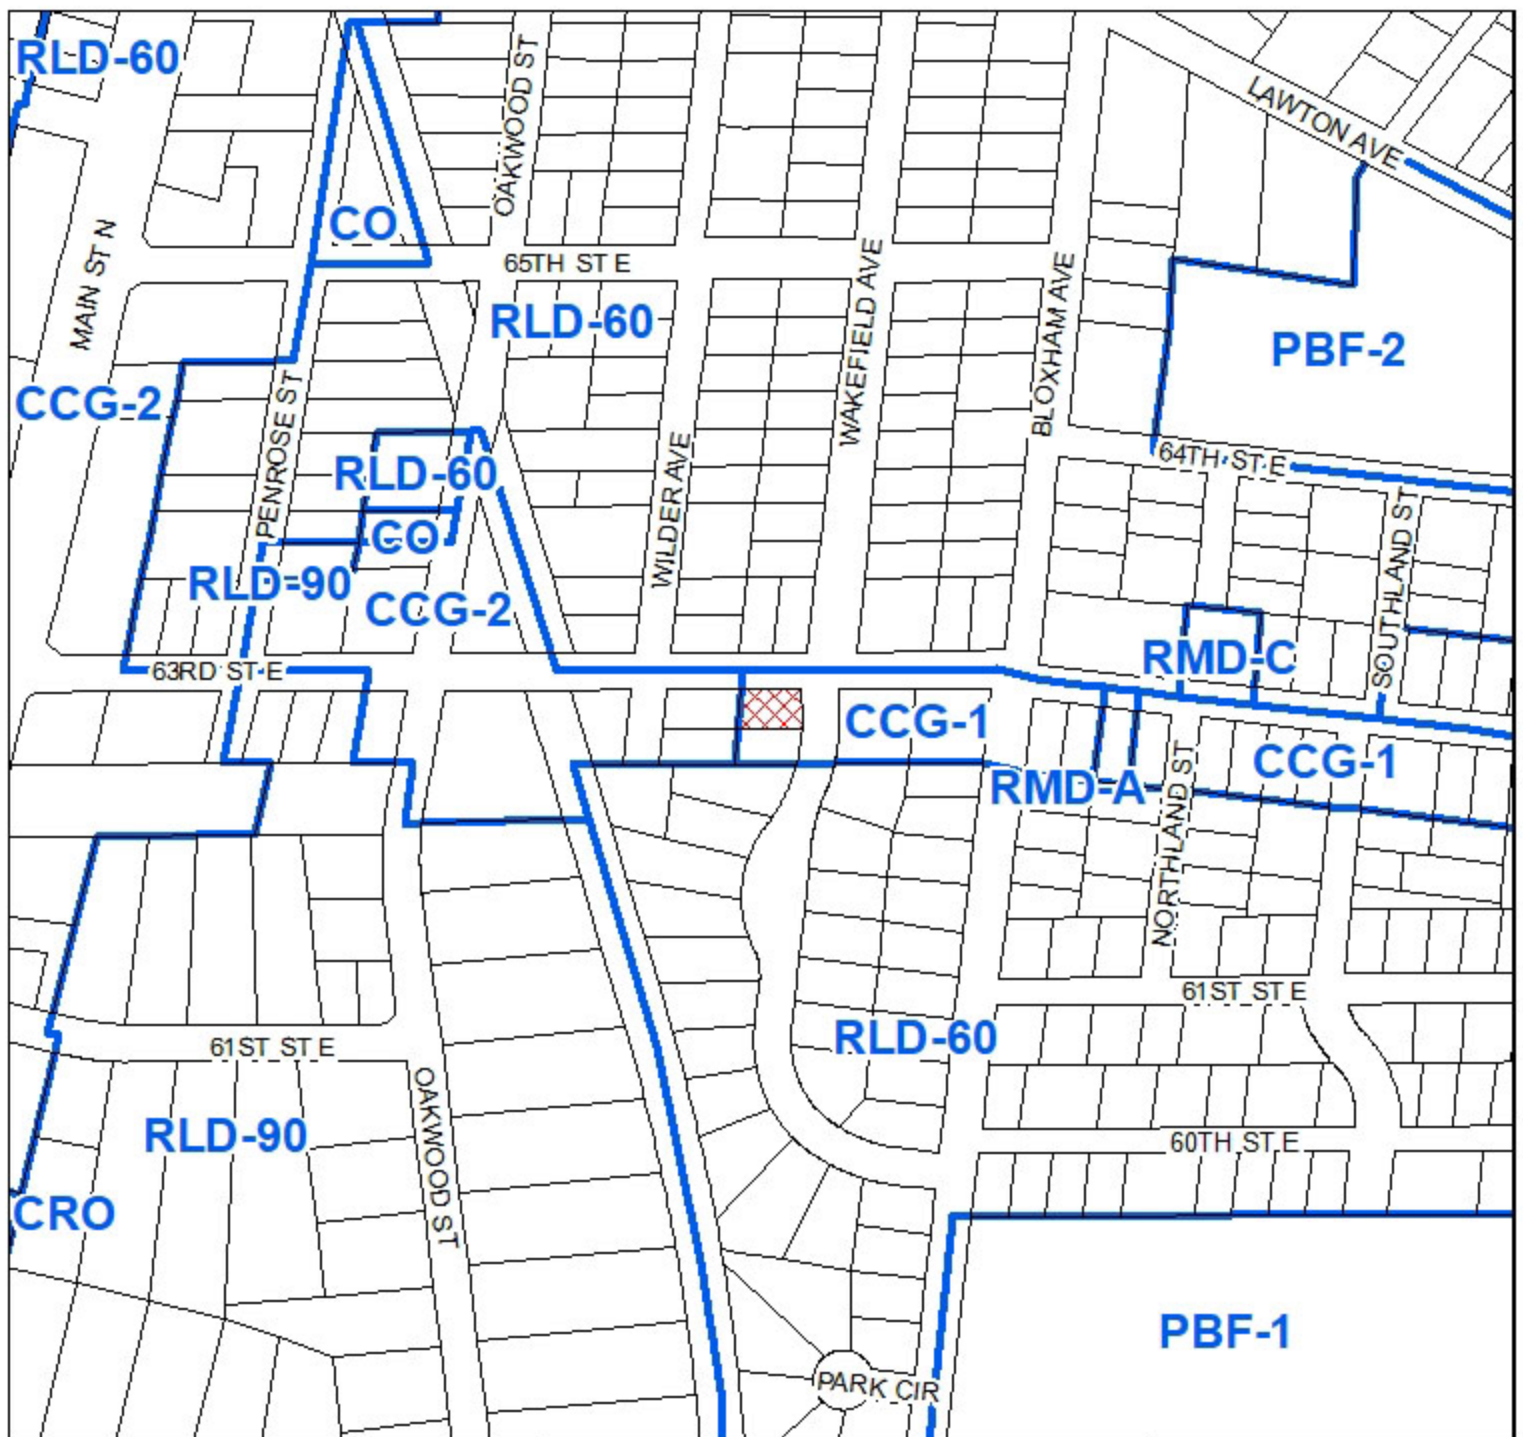 RLD-60
OAKWOOD ST
LAWTON AVE
CO
MAIN ST N
65TH ST E
RLD-60
WAKEFIELD AVE
BLOXHAM AVE
PBF-2
CCG-2
PENROSE ST
RLD-60
WILDER AVE
64TH ST E
CO
RLD-90
CCG-2
SOUTHLAND ST
RMD-C
63RD ST E
CCG-1
CCG-1
RMD-A
NORTHLAND ST
61ST ST E
RLD-60
61ST ST E
RLD-90
OAKWOOD ST
60TH ST E
CRO
PBF-1
PARK CIR